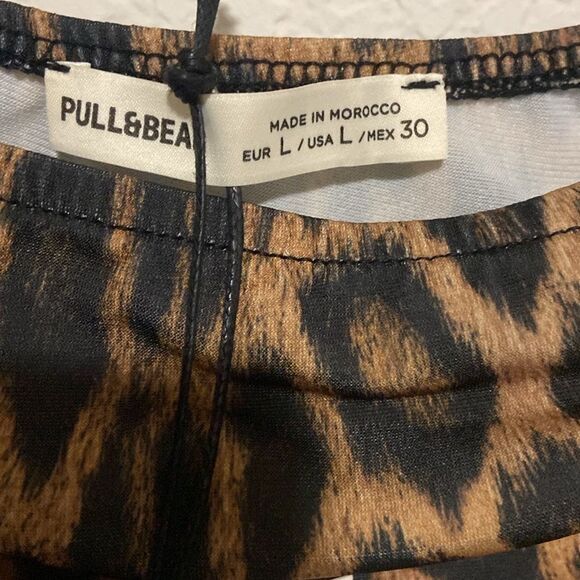 PULL&BEA
MADE IN MOROCCO
EUR L / USA L / MEX 30